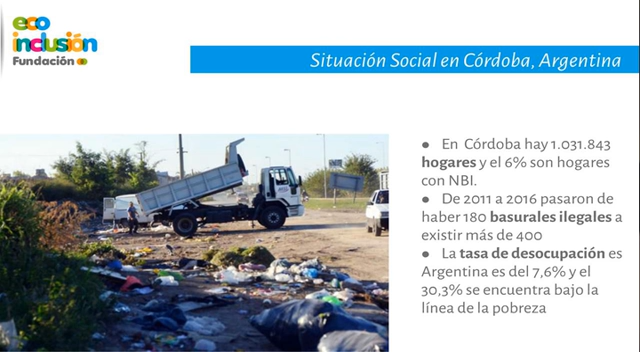 eco
inclusión
Fundación
Situación Social en Córdoba, Argentina
● En Córdoba hay 1.031.843
hogares y el 6% son hogares
con NBI.
● De 2011 a 2016 pasaron de
haber 180 basurales ilegales a
existir más de 400
● La tasa de desocupación es
Argentina es del 7,6% y el
30,3% se encuentra bajo la
línea de la pobreza